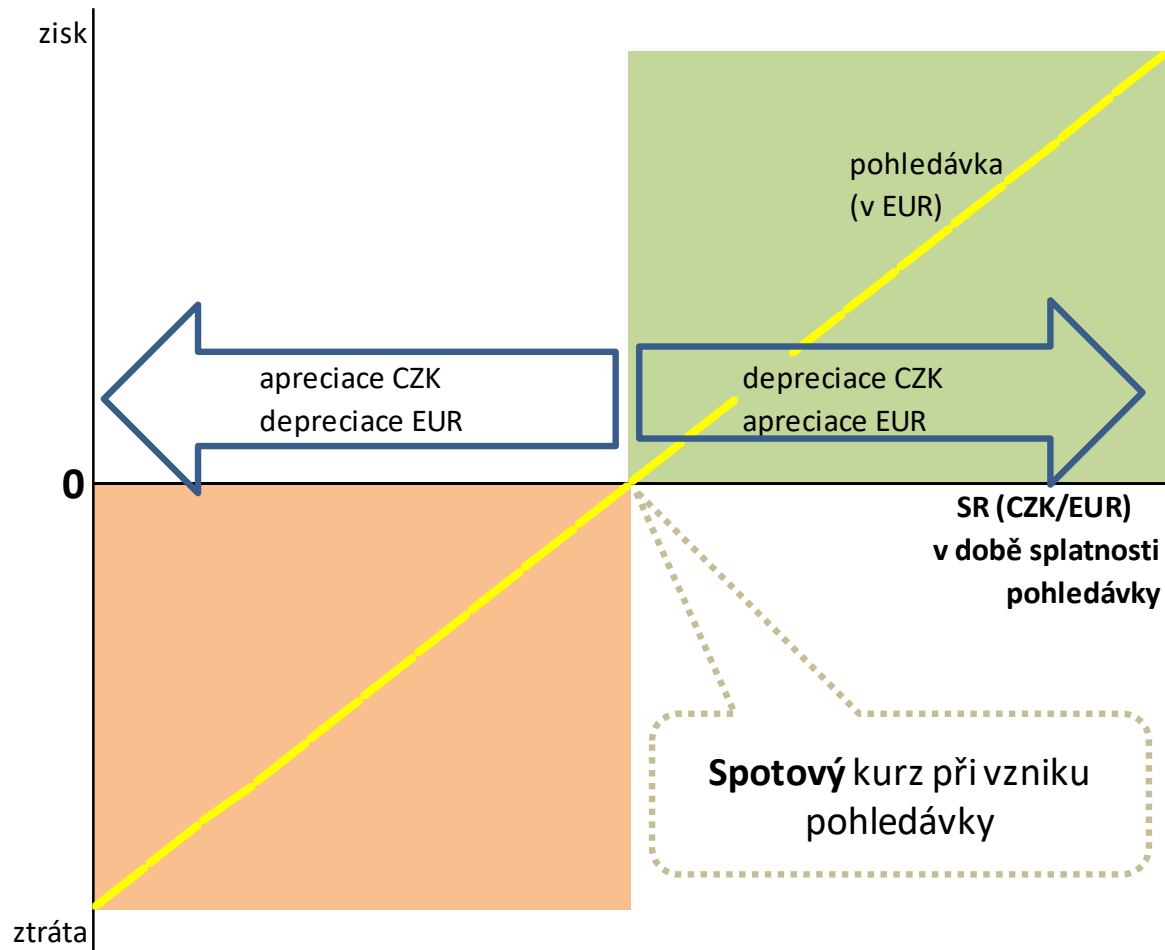 zisk
pohledávka
(v EUR)
apreciace CZK
depreciace EUR
depreciace CZK
apreciace EUR
0
SR (CZK/EUR)
v době splatnosti
pohledávky
Spotový kurz při vzniku
pohledávky
ztráta